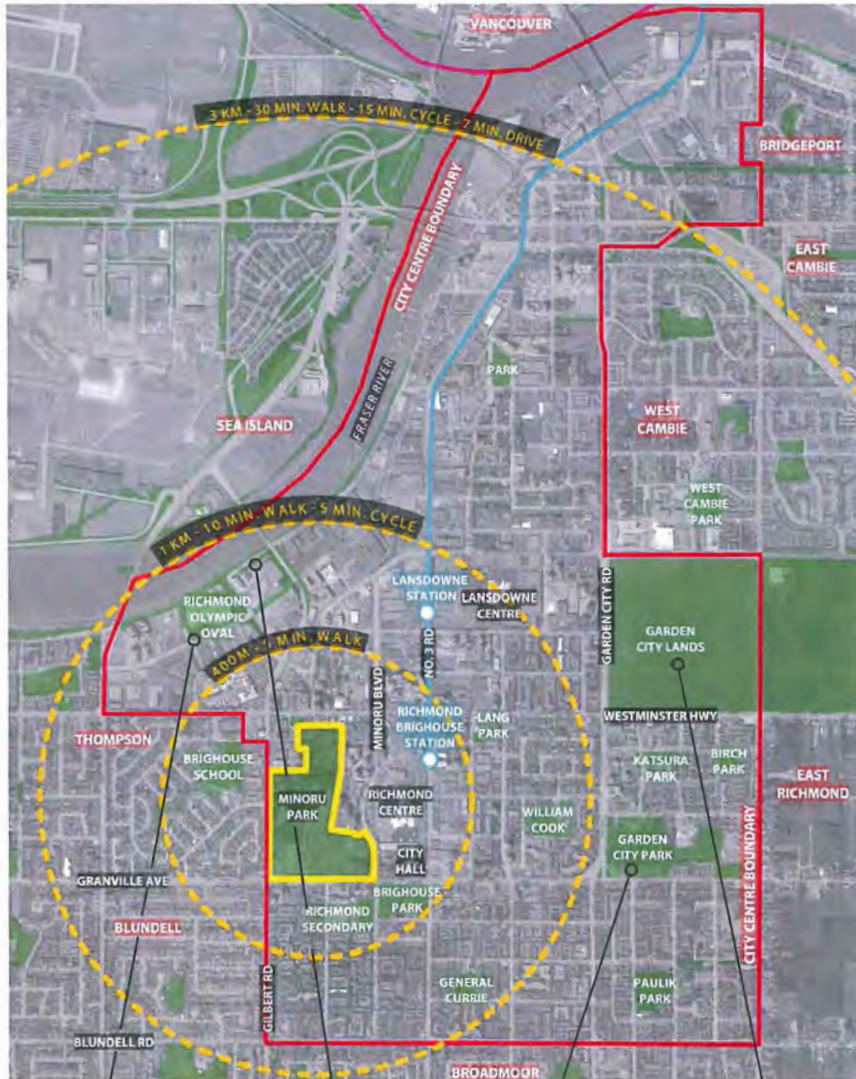 VANCOUVER
3 KM - 30 MIN. WALK - 15 MIN. CYCLE - 7 MIN. DRIVE
BRIDGEPORT
CITY CENTRE BOUNDARY
EAST
CAMBIE
FRASER RIVER
PARK
SEA ISLAND
WEST
CAMBIE
WEST
CAMBIE
PARK
1 KM - 10 MIN. WALK - 5 MIN. CYCLE
LANSDOWNE
STATION
LANSDOWNE
CENTRE
GARDEN CITY RD
RICHMOND
OLYMPIC
OVAL
400M - 5 MIN. WALK
NO. 3 RD
GARDEN
CITY LANDS
MINORU BLVD
RICHMOND
BRIGHOUSE
STATION
LANG
PARK
WESTMINSTER HWY
THOMPSON
BRIGHOUSE
SCHOOL
KATSURA
PARK
BIRCH
PARK
EAST
RICHMOND
MINORU
PARK
RICHMOND
CENTRE
WILLIAM
COOK
CITY
HALL
GARDEN
CITY PARK
GRANVILLE AVE
BRIGHOUSE
PARK
RICHMOND
SECONDARY
CITY CENTRE BOUNDARY
BLUNDELL
GILBERT RD
GENERAL
CURRIE
PAULIK
PARK
BLUNDELL RD
BROADMOOR